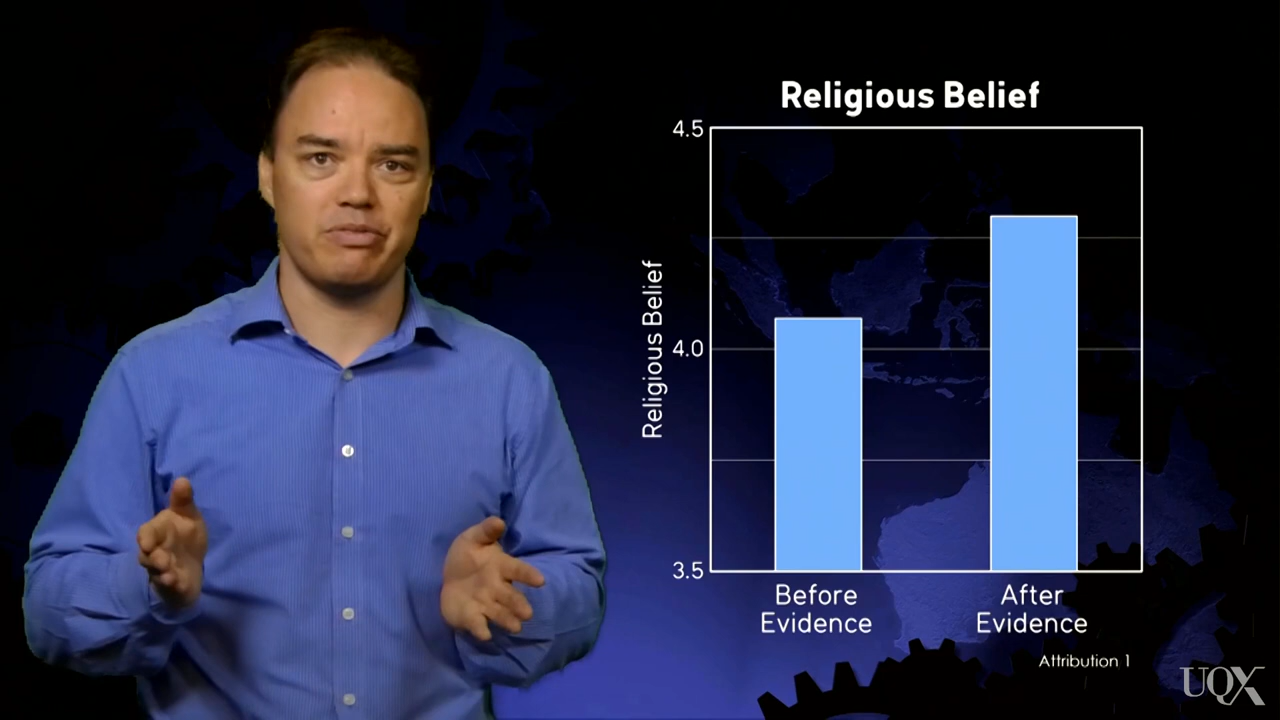 Religious Belief
4.5
4.0
3.5
Religious Belief
Before
Evidence
After
Evidence
Attribution 1
UQX